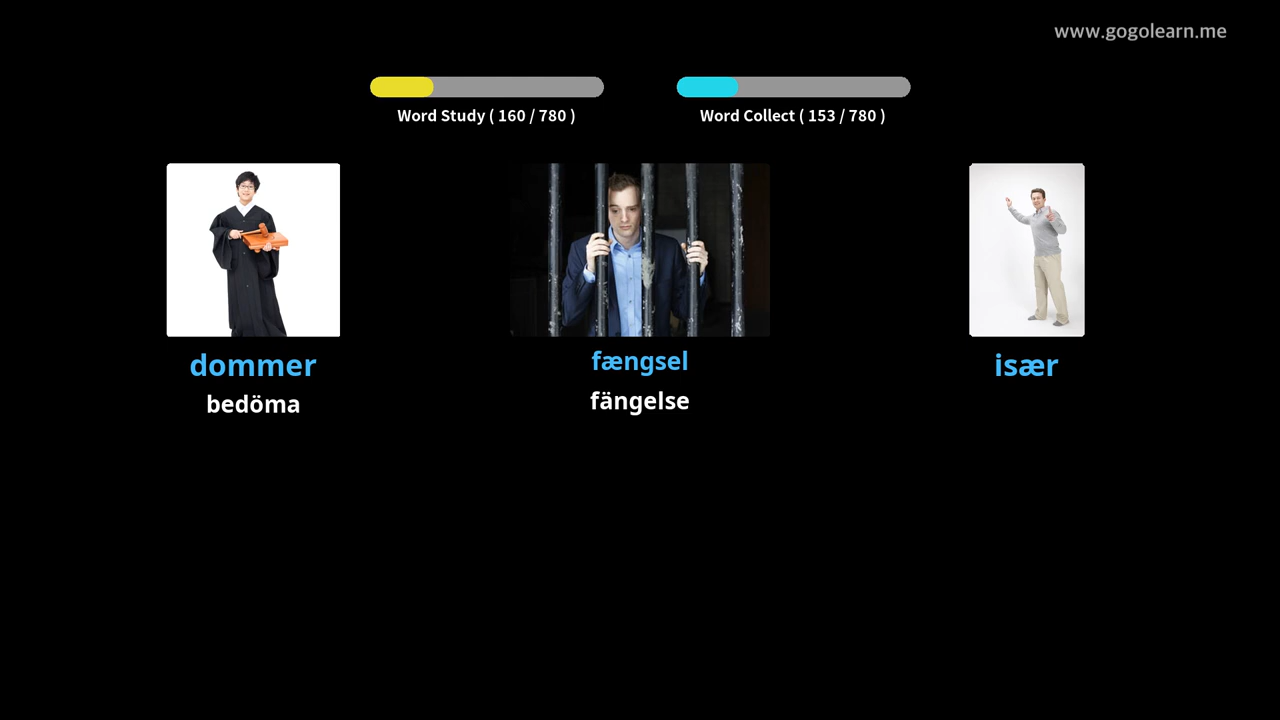 www.gogolearn.me
Word Study ( 160 / 780 )
Word Collect ( 153 / 780 )
dommer
bedöma
fængsel
fängelse
især